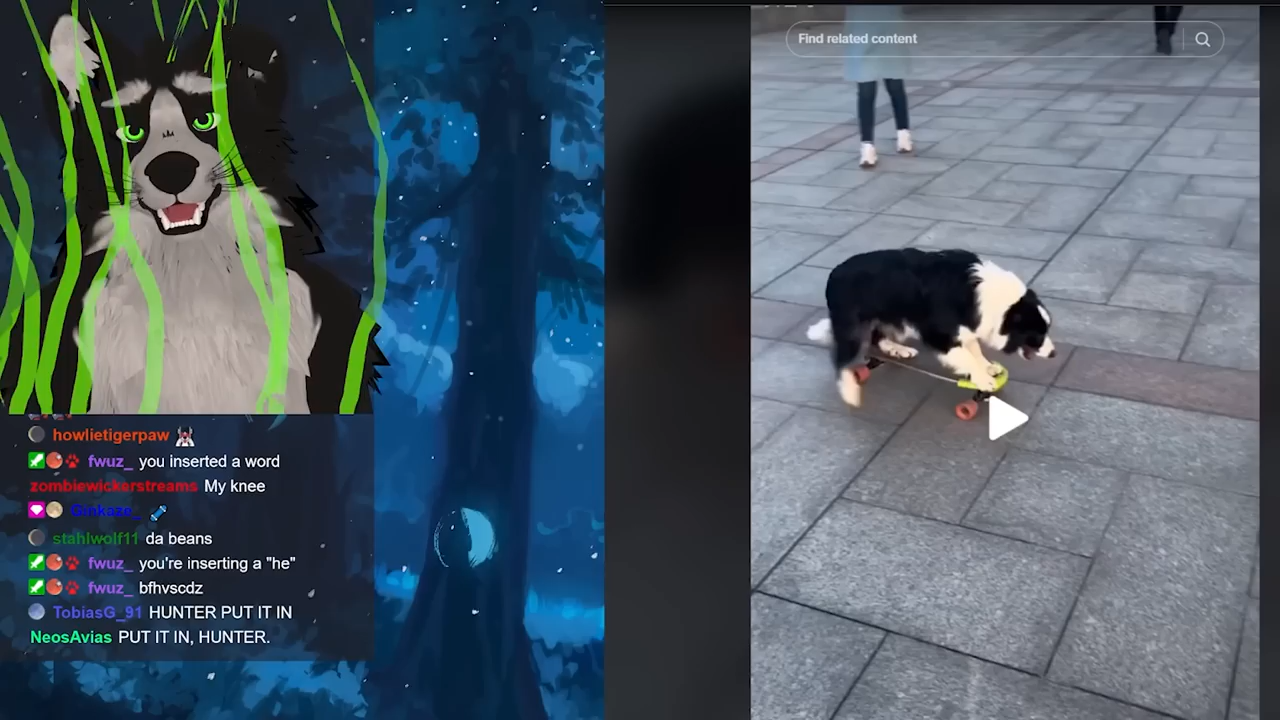 Find related content
howlietigerpaw
fwuz_ you inserted a word
zombiewickerstreams My knee
Ginkaze_
stahlwolf11 da beans
fwuz_ you're inserting a "he"
fwuz_ bfhvscdz
TobiasG_91 HUNTER PUT IT IN
NeosAvias PUT IT IN, HUNTER.